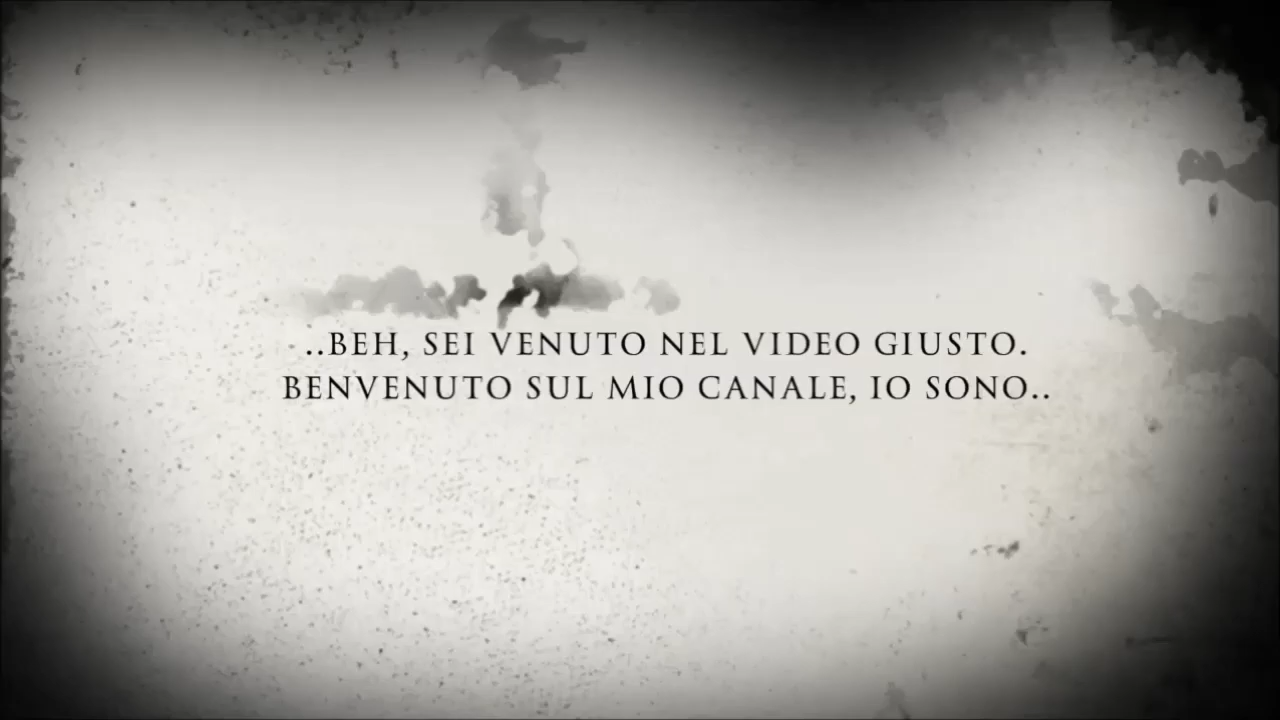 ..BEH, SEI VENUTO NEL VIDEO GIUSTO.
BENVENUTO SUL MIO CANALE, IO SONO..